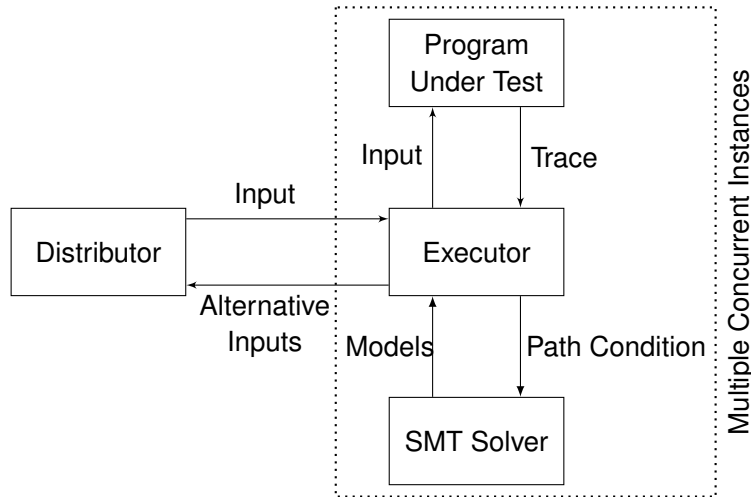 Program
Under Test
Input
Trace
Input
Distributor
Executor
Alternative
Inputs
Models
Path Condition
SMT Solver
Multiple Concurrent Instances